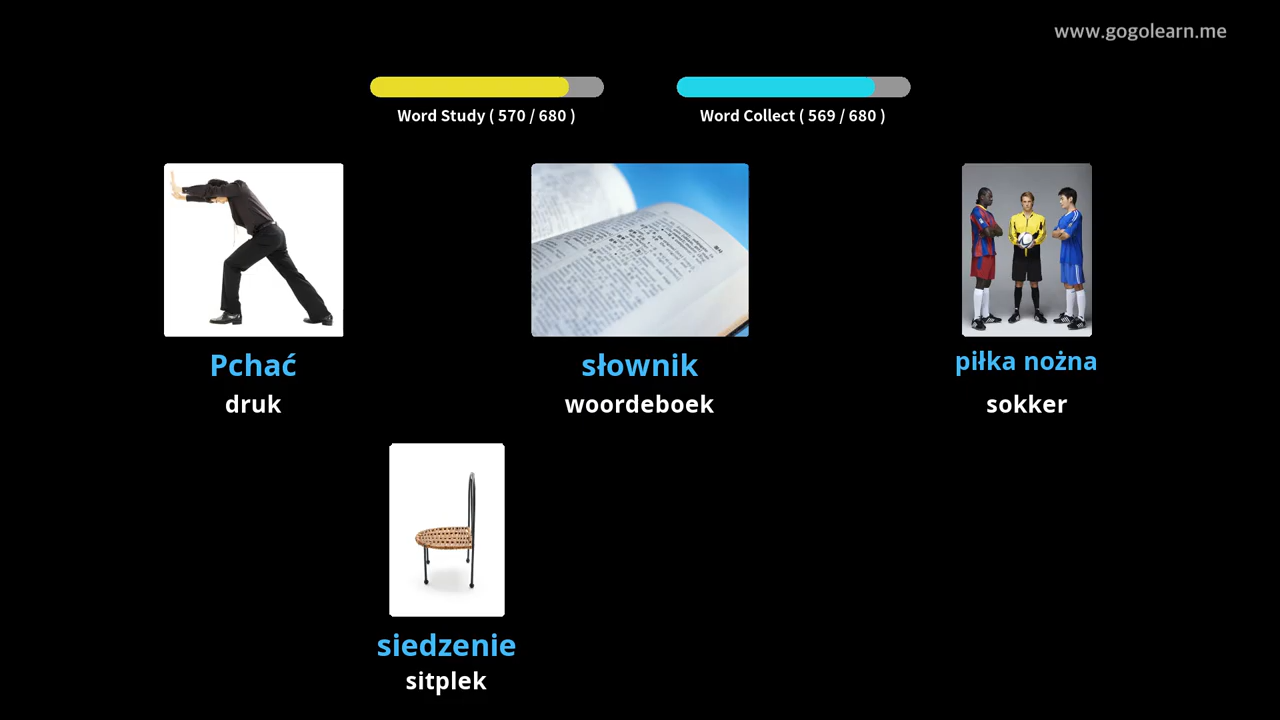 www.gogolearn.me
Word Study ( 570 / 680 )
Word Collect ( 569 / 680 )
Pchać
słownik
piłka nożna
druk
woordeboek
sokker
siedzenie
sitplek